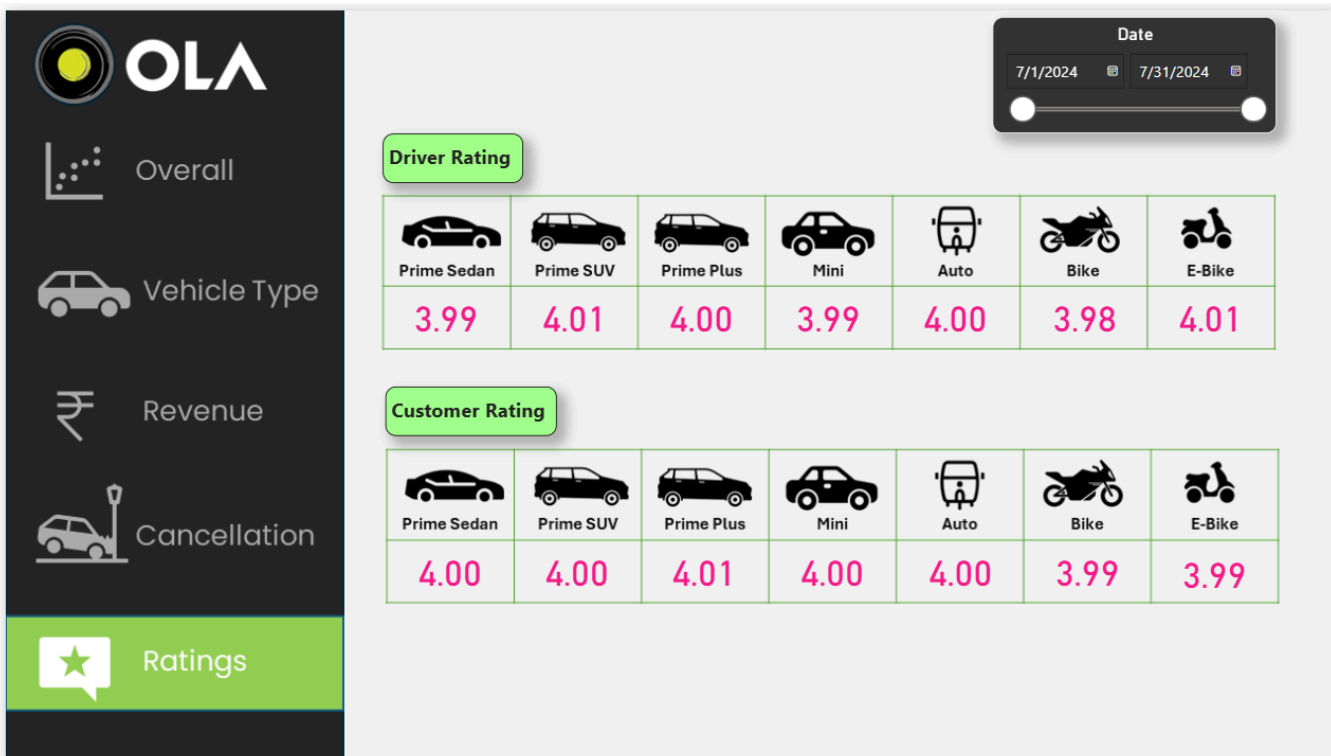 OLA
Overall
Vehicle Type
₹ Revenue
Cancellation
Ratings
Date
7/1/2024 7/31/2024
Driver Rating
Prime Sedan Prime SUV Prime Plus Mini Auto Bike E-Bike
3.99 4.01 4.00 3.99 4.00 3.98 4.01
Customer Rating
Prime Sedan Prime SUV Prime Plus Mini Auto Bike E-Bike
4.00 4.00 4.01 4.00 4.00 3.99 3.99